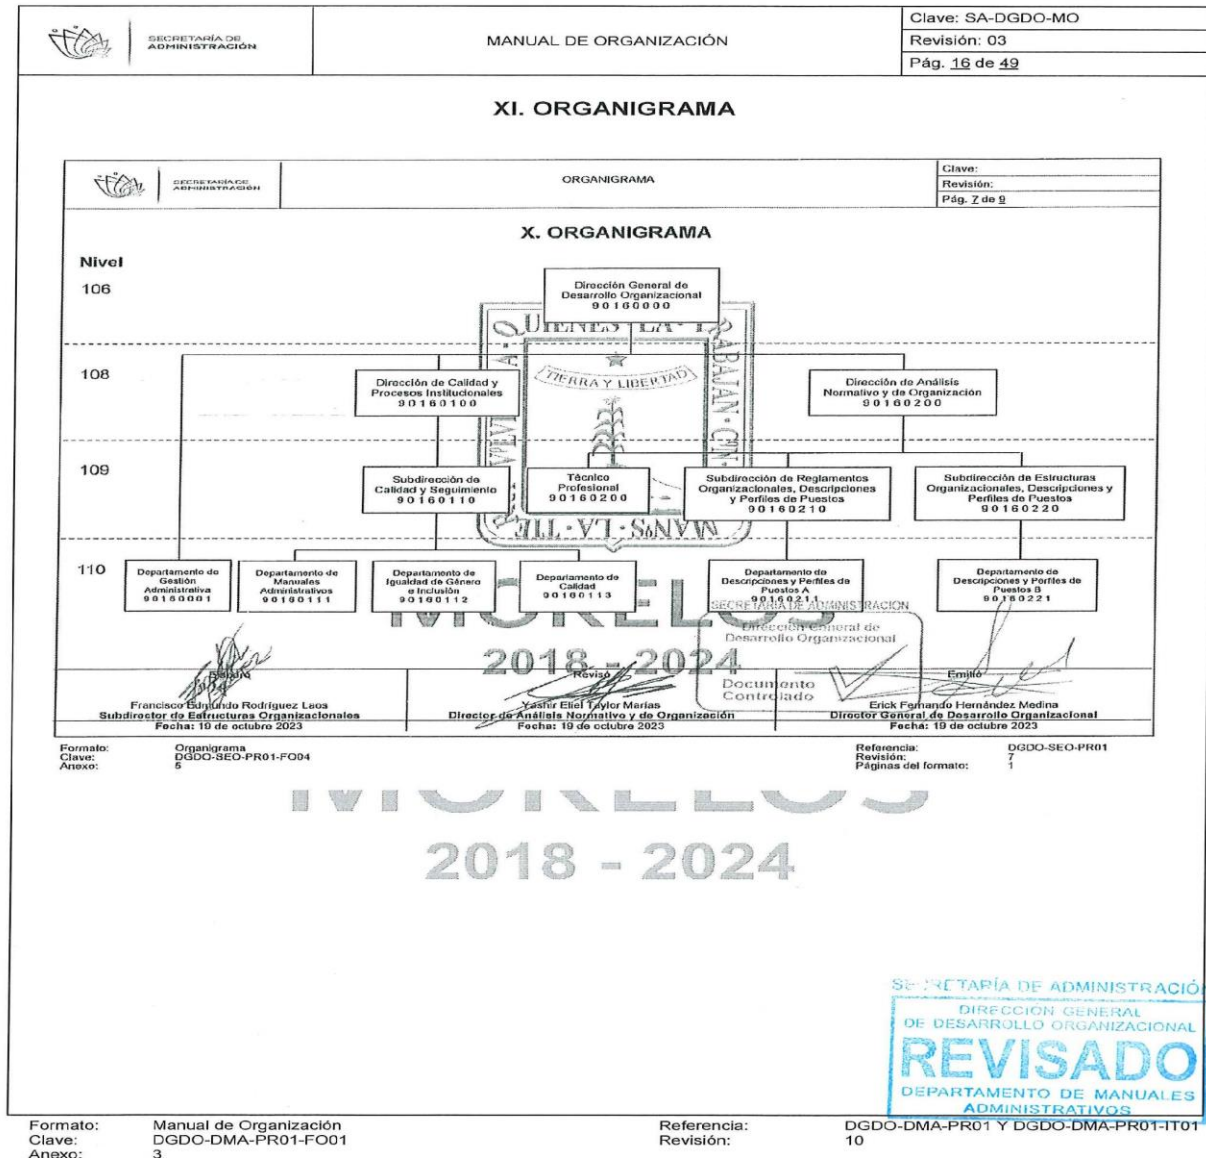 SECRETARÍA DE
ADMINISTRACIÓN
MANUAL DE ORGANIZACIÓN
Clave: SA-DGDO-MO
Revisión: 03
Pág. 16 de 49
XI. ORGANIGRAMA
SECRETARÍA DE
ADMINISTRACIÓN
ORGANIGRAMA
Clave:
Revisión:
Pág. 7 de 9
X. ORGANIGRAMA
Nivel
106
Dirección General de
Desarrollo Organizacional
90160000
108
Dirección de Calidad y
Procesos Institucionales
90160100
Dirección de Análisis
Normativo y de Organización
90160200
TIERRA Y LIBERTAD
109
Subdirección de
Calidad y Seguimiento
90160110
Técnico
Profesional
90160200
Subdirección de Reglamentos
Organizacionales, Descripciones
y Perfiles de Puestos
90160210
Subdirección de Estructuras
Organizacionales, Descripciones y
Perfiles de Puestos
90160220
110
Departamento de
Gestión
Administrativa
90160001
Departamento de
Manuales
Administrativos
90160111
Departamento de
Igualdad de Género
e Inclusión
90160112
Departamento de
Calidad
90160113
Departamento de
Descripciones y Perfiles de
Puestos A
90160211
Departamento de
Descripciones y Perfiles de
Puestos B
90160221
MORELOS
2018 - 2024
SECRETARÍA DE ADMINISTRACIÓN
Dirección General de
Desarrollo Organizacional
Documento
Controlado
Francisco Edmundo Rodríguez Laos
Subdirector de Estructuras Organizacionales
Fecha: 19 de octubre 2023
Revisó
Yashir Eliel Taylor Marías
Director de Análisis Normativo y de Organización
Fecha: 19 de octubre 2023
Emitió
Erick Fernando Hernández Medina
Director General de Desarrollo Organizacional
Fecha: 19 de octubre 2023
Formato: Organigrama
Clave: DGDO-SEO-PR01-FO04
Anexo: 5
Referencia: DGDO-SEO-PR01
Revisión: 7
Páginas del formato: 1
MORELOS
2018 - 2024
SECRETARÍA DE ADMINISTRACIÓ
DIRECCIÓN GENERAL
DE DESARROLLO ORGANIZACIONAL
REVISADO
DEPARTAMENTO DE MANUALES
ADMINISTRATIVOS
Formato: Manual de Organización
Clave: DGDO-DMA-PR01-FO01
Anexo: 3
Referencia: DGDO-DMA-PR01 Y DGDO-DMA-PR01-IT01
Revisión: 10